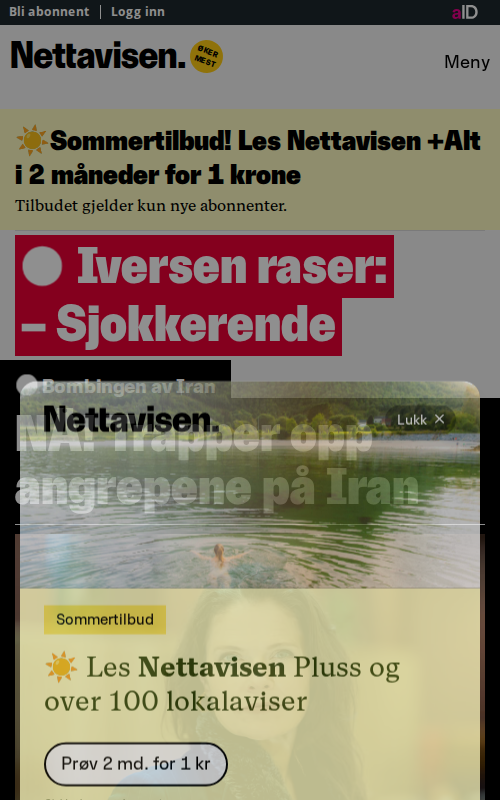 Bli abonnent | Logg inn
aID
Nettavisen.
ØKER MEST
Meny
☀️Sommertilbud! Les Nettavisen +Alt
i 2 måneder for 1 krone
Tilbudet gjelder kun nye abonnenter.
Iversen raser:
– Sjokkerende
Bombingen av Iran
NÅ: Trapper opp
angrepene på Iran
Nettavisen.
Lukk ×
Sommertilbud
☀️ Les Nettavisen Pluss og
over 100 lokalaviser
Prøv 2 md. for 1 kr